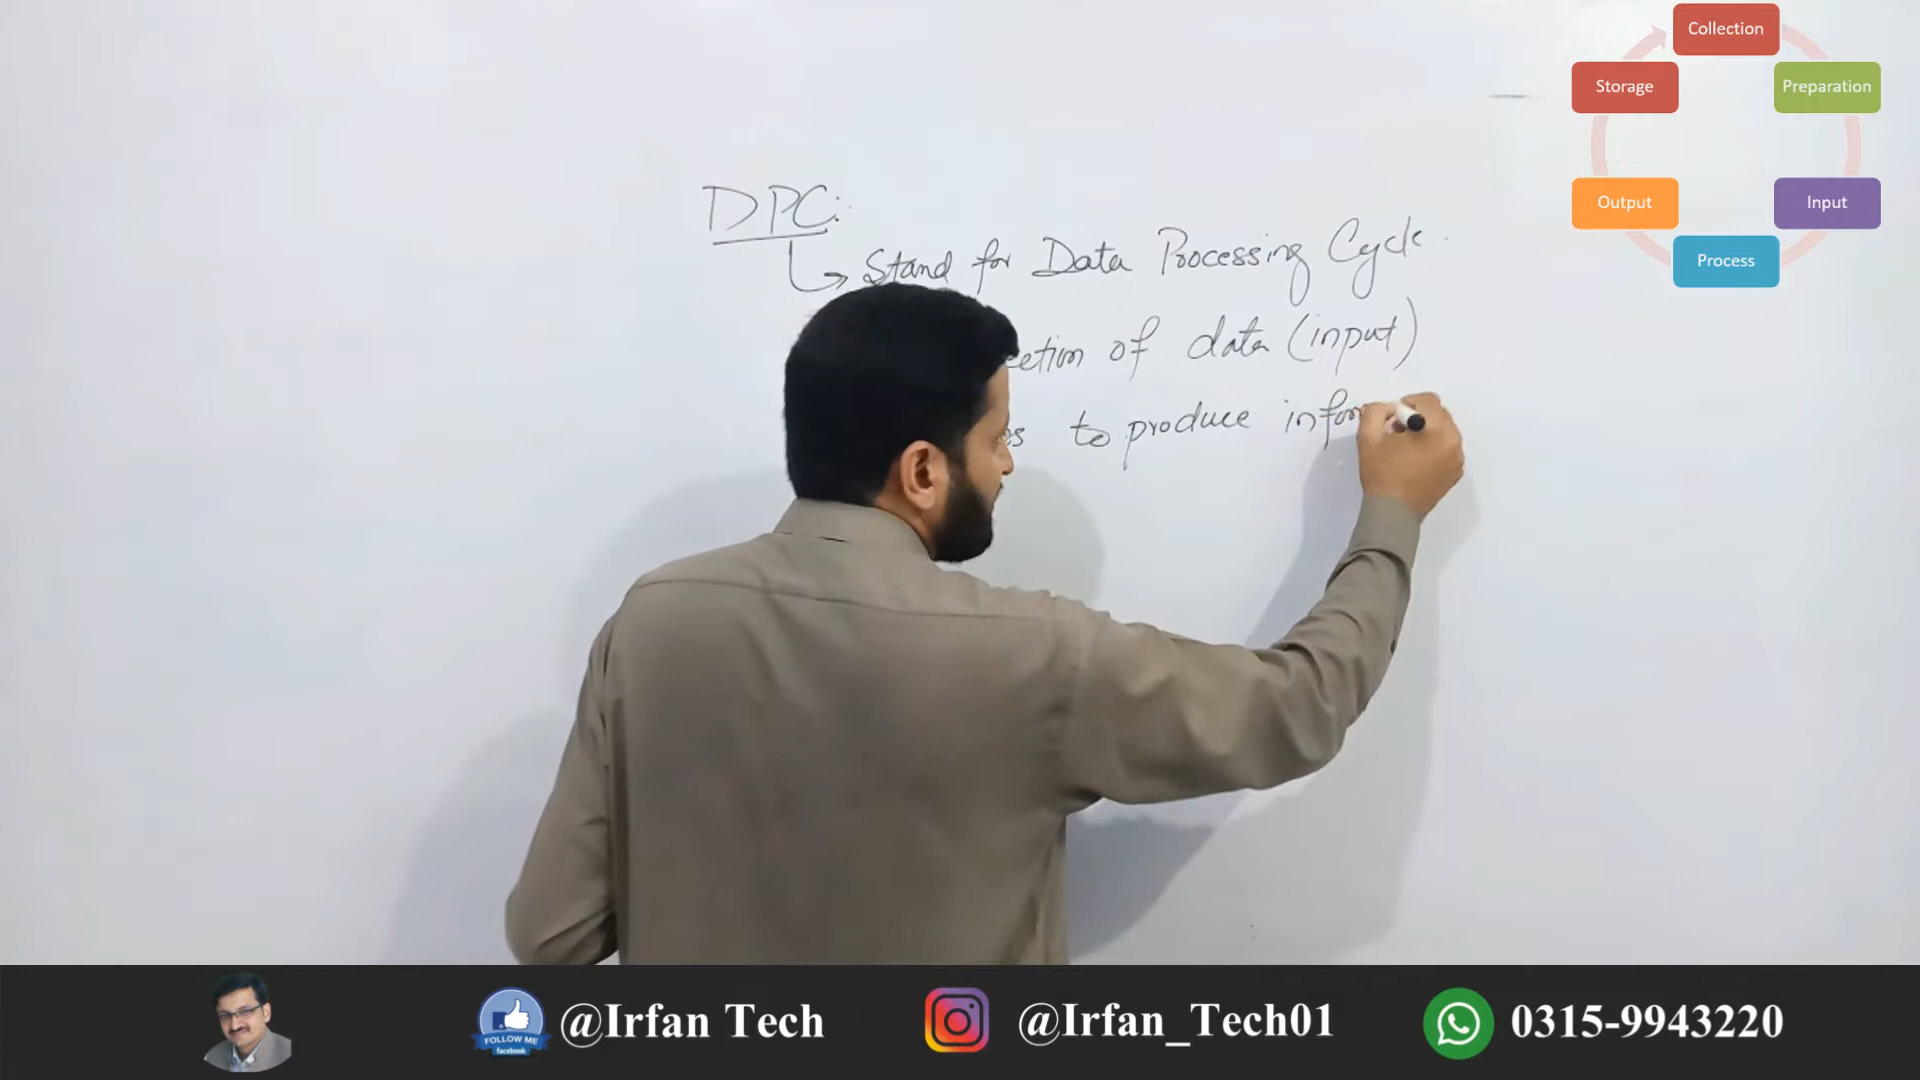 Collection
Storage
Preparation
Output
Input
Process
DPC:
Stand for Data Processing Cycle.
of data (input)
to produce infor
FOLLOW ME
facebook
@Irfan Tech
@Irfan_Tech01
0315-9943220